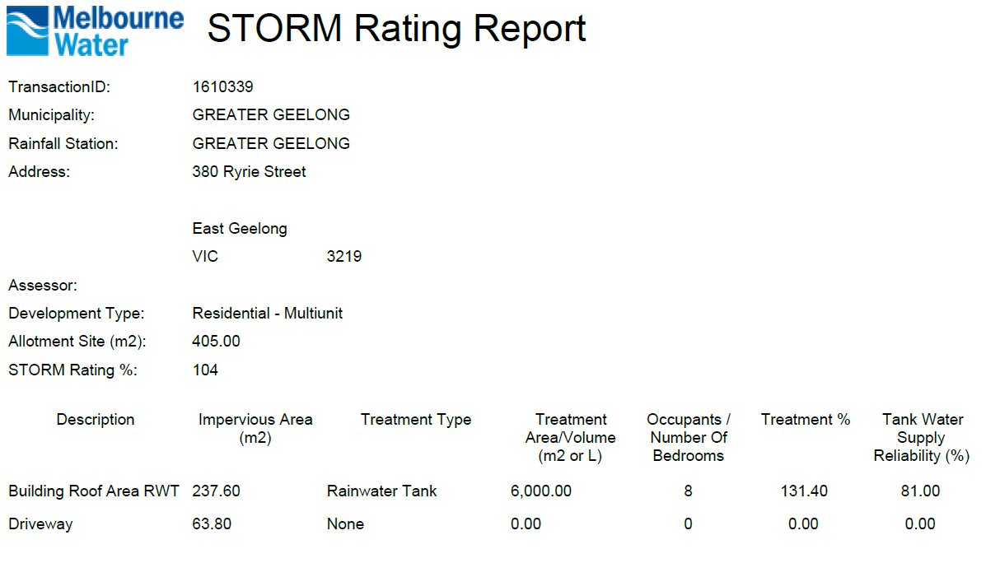 Melbourne
Water
STORM Rating Report
TransactionID: 1610339
Municipality: GREATER GEELONG
Rainfall Station: GREATER GEELONG
Address: 380 Ryrie Street
East Geelong
VIC 3219
Assessor:
Development Type: Residential - Multiunit
Allotment Site (m2): 405.00
STORM Rating %: 104
Description Impervious Area (m2) Treatment Type Treatment Area/Volume (m2 or L) Occupants / Number Of Bedrooms Treatment % Tank Water Supply Reliability (%)
Building Roof Area RWT 237.60 Rainwater Tank 6,000.00 8 131.40 81.00
Driveway 63.80 None 0.00 0 0.00 0.00